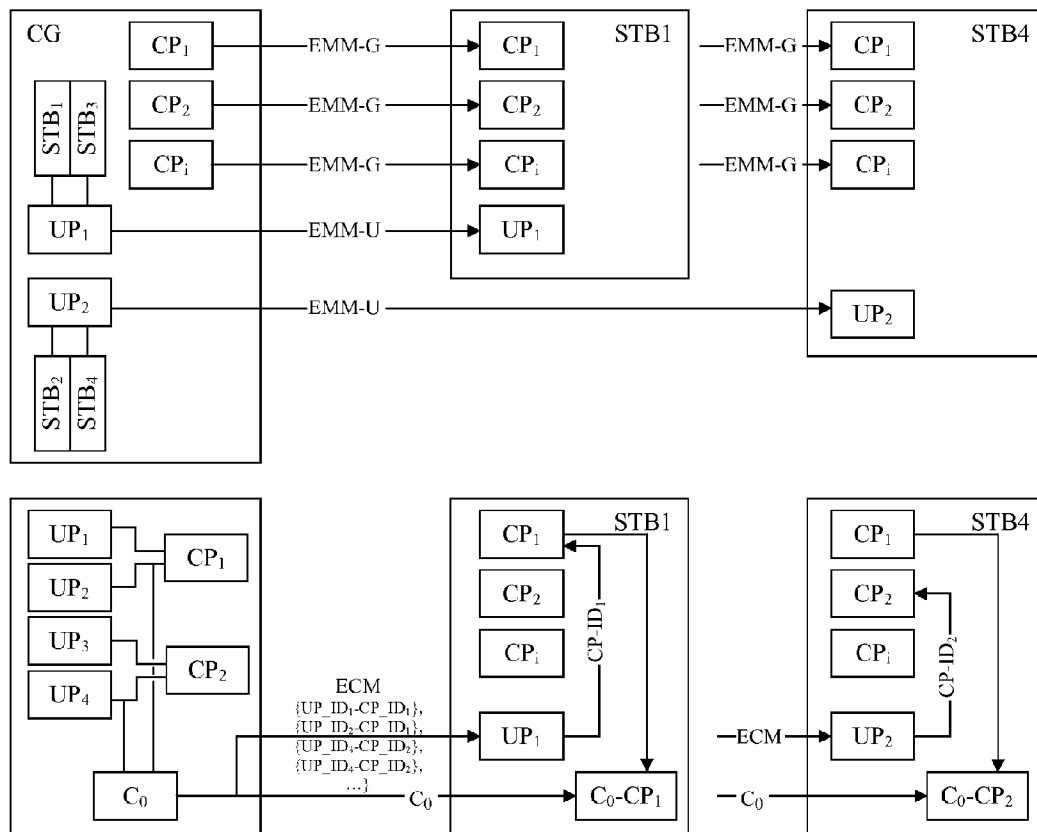 CG
CP₁
EMM-G
CP₁
STB1
EMM-G
CP₁
STB4
STB₁
STB₃
CP₂
EMM-G
CP₂
EMM-G
CP₂
CPᵢ
EMM-G
CPᵢ
EMM-G
CPᵢ
UP₁
EMM-U
UP₁
UP₂
EMM-U
UP₂
STB₂
STB₄
UP₁
CP₁
UP₂
UP₃
CP₂
UP₄
C₀
ECM
{UP_ID₁-CP_ID₁},
{UP_ID₂-CP_ID₁},
{UP_ID₃-CP_ID₂},
{UP_ID₄-CP_ID₂},
...}
C₀
CP₁
STB1
CP₂
CPᵢ
CP-ID₁
UP₁
C₀-CP₁
CP₁
STB4
CP₂
CPᵢ
CP-ID₂
ECM
UP₂
C₀
C₀-CP₂